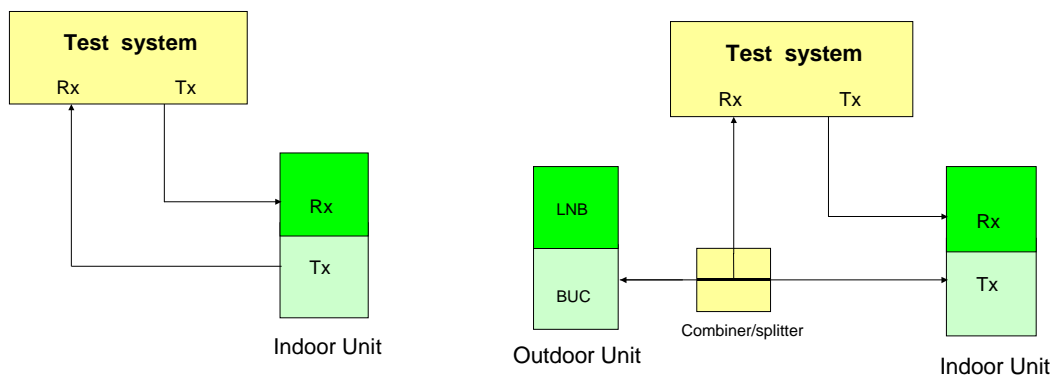 Test system
Rx Tx
Rx
Tx
Indoor Unit
Test system
Rx Tx
LNB
BUC
Outdoor Unit
Combiner/splitter
Rx
Tx
Indoor Unit